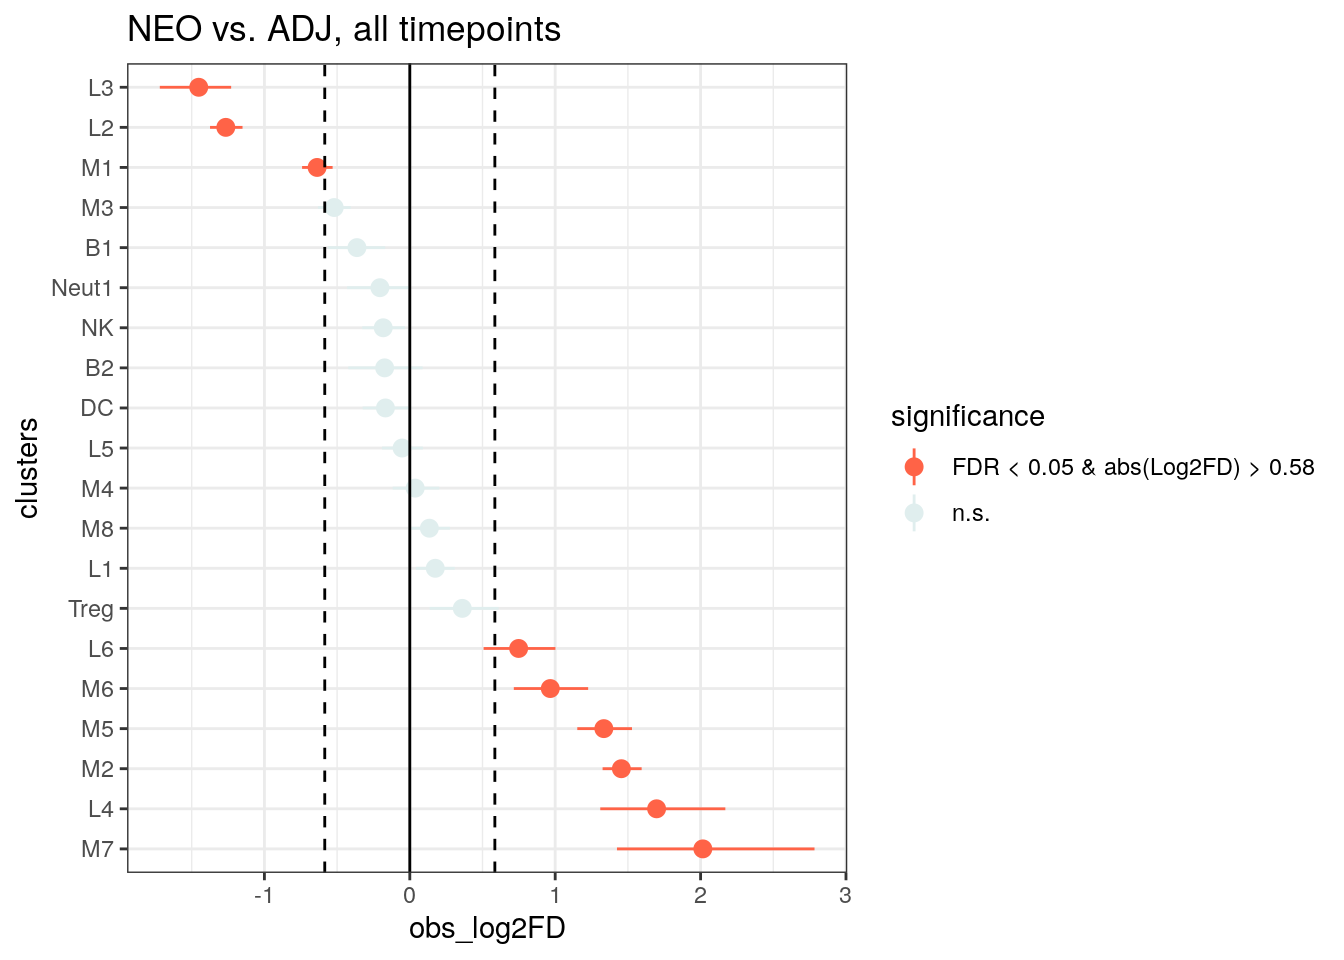 NEO vs. ADJ, all timepoints
clusters
L3
L2
M1
M3
B1
Neut1
NK
B2
DC
L5
M4
M8
L1
Treg
L6
M6
M5
M2
L4
M7
-1 0 1 2 3
obs_log2FD
significance
FDR < 0.05 & abs(Log2FD) > 0.58
n.s.